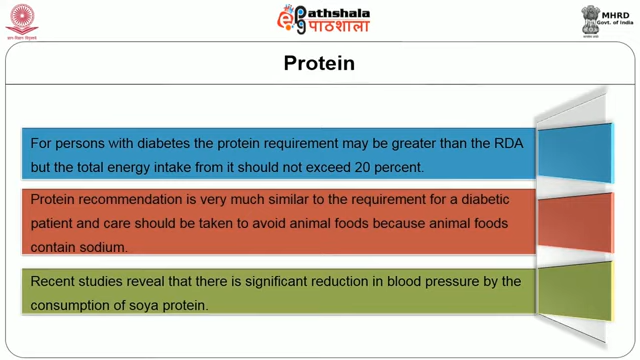 Pathshala
पाठशाला
MHRD
Govt. of India
Protein
For persons with diabetes the protein requirement may be greater than the RDA
but the total energy intake from it should not exceed 20 percent.
Protein recommendation is very much similar to the requirement for a diabetic
patient and care should be taken to avoid animal foods because animal foods
contain sodium.
Recent studies reveal that there is significant reduction in blood pressure by the
consumption of soya protein.